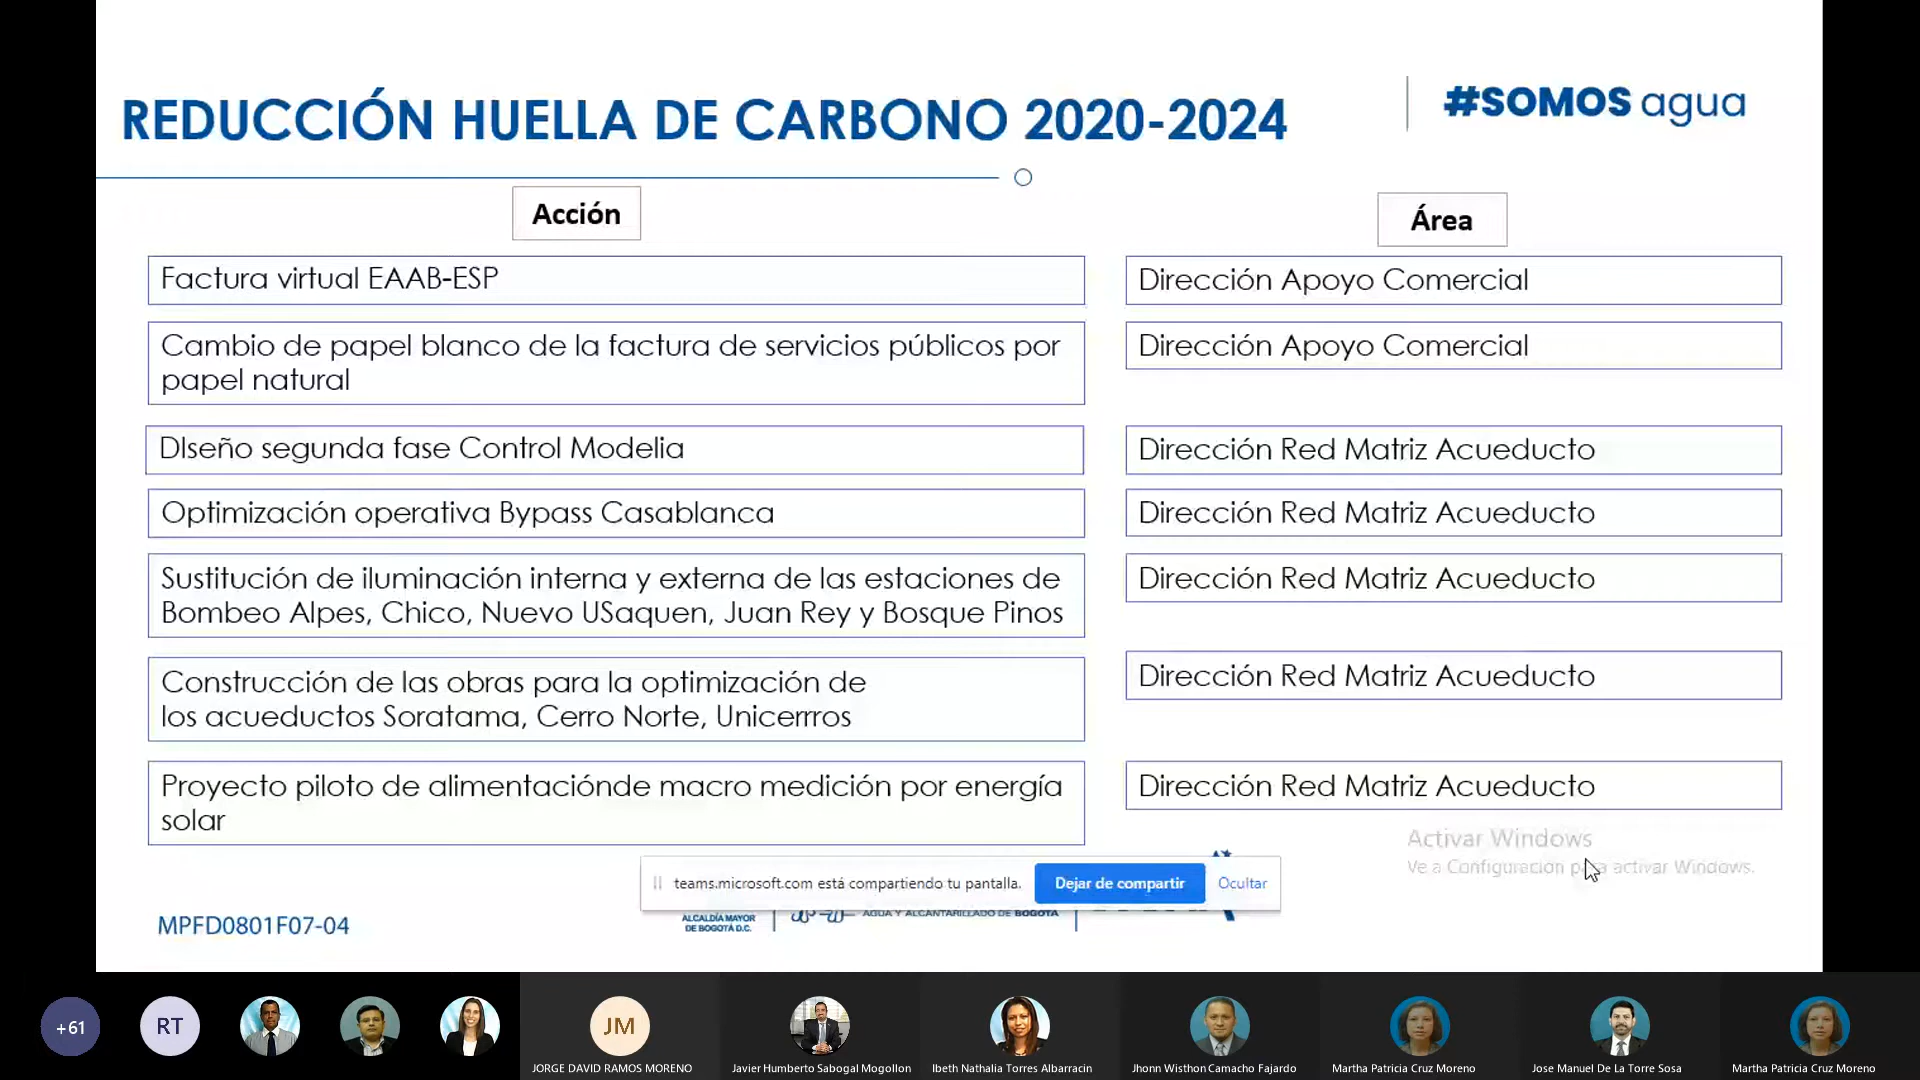 REDUCCIÓN HUELLA DE CARBONO 2020-2024
#SOMOS agua
Acción
Área
Factura virtual EAAB-ESP
Dirección Apoyo Comercial
Cambio de papel blanco de la factura de servicios públicos por
papel natural
Dirección Apoyo Comercial
DIseño segunda fase Control Modelia
Dirección Red Matriz Acueducto
Optimización operativa Bypass Casablanca
Dirección Red Matriz Acueducto
Sustitución de iluminación interna y externa de las estaciones de
Bombeo Alpes, Chico, Nuevo USaquen, Juan Rey y Bosque Pinos
Dirección Red Matriz Acueducto
Construcción de las obras para la optimización de
los acueductos Soratama, Cerro Norte, Unicerrros
Dirección Red Matriz Acueducto
Proyecto piloto de alimentaciónde macro medición por energía
solar
Dirección Red Matriz Acueducto
Activar Windows
Ve a Configuración para activar Windows.
teams.microsoft.com está compartiendo tu pantalla.
Dejar de compartir
Ocultar
MPFD0801F07-04
ALCALDÍA MAYOR
DE BOGOTÁ D.C.
AGUA Y ALCANTARILLADO DE BOGOTÁ
+61
RT
JM
JORGE DAVID RAMOS MORENO
Javier Humberto Sabogal Mogollon
Ibeth Nathalia Torres Albarracin
Jhonn Wisthon Camacho Fajardo
Martha Patricia Cruz Moreno
Jose Manuel De La Torre Sosa
Martha Patricia Cruz Moreno